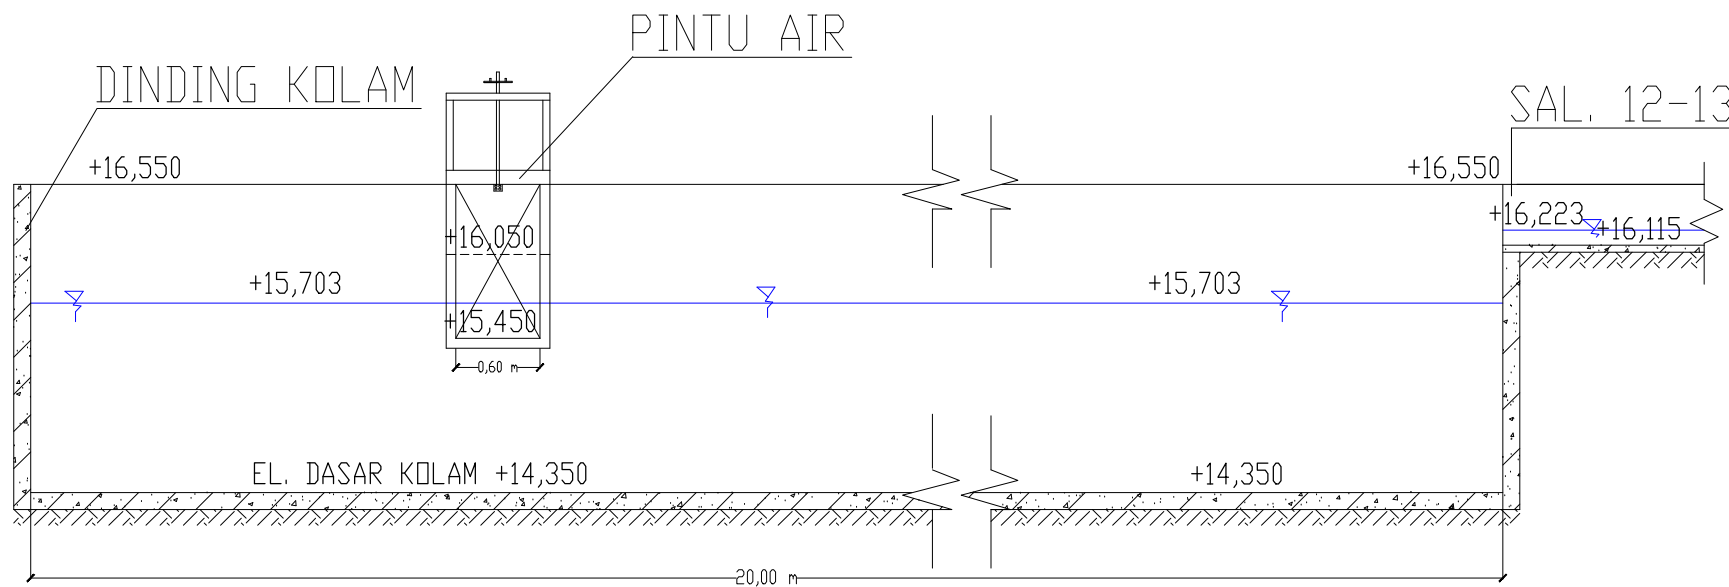 PINTU AIR
DINDING KOLAM
SAL. 12-13
+16,550
+16,550
+16,223
+16,115
+16,050
+15,703
+15,703
+15,450
0,60 m
EL. DASAR KOLAM +14,350
+14,350
20,00 m